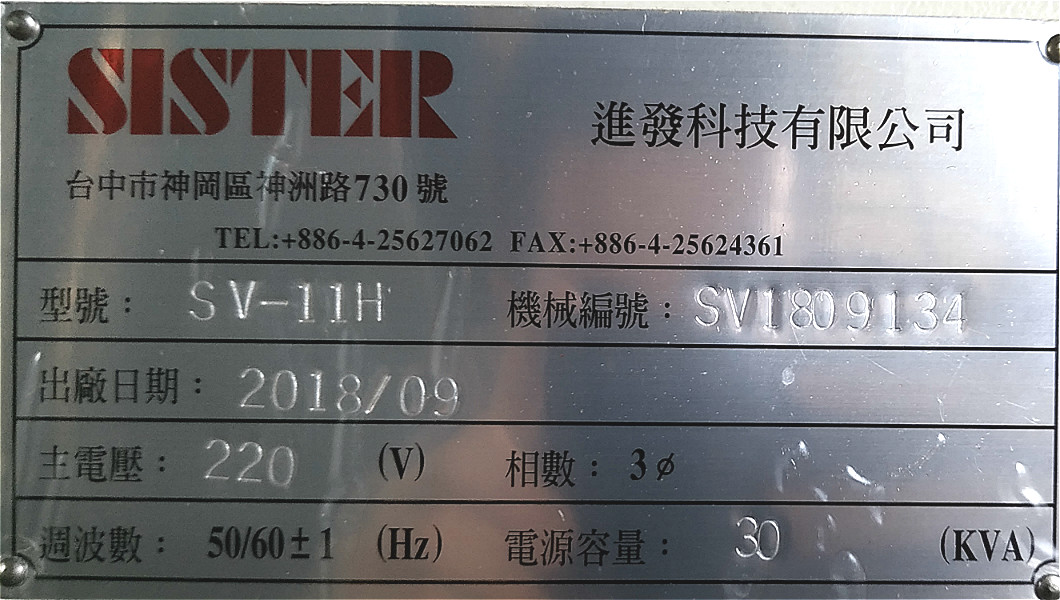 SISTER
進發科技有限公司
台中市神岡區神洲路730號
TEL:+886-4-25627062 FAX:+886-4-25624361
型號： SV-11H 機械編號： SV1809134
出廠日期： 2018/09
主電壓： 220 (V) 相數： 3ø
週波數： 50/60±1 (Hz) 電源容量： 30 (KVA)